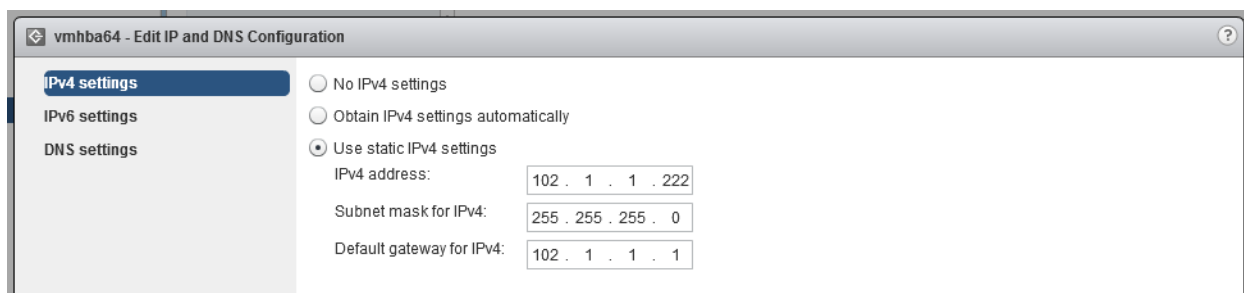 vmhba64 - Edit IP and DNS Configuration ?
IPv4 settings
IPv6 settings
DNS settings
No IPv4 settings
Obtain IPv4 settings automatically
Use static IPv4 settings
IPv4 address: 102 . 1 . 1 . 222
Subnet mask for IPv4: 255 . 255 . 255 . 0
Default gateway for IPv4: 102 . 1 . 1 . 1